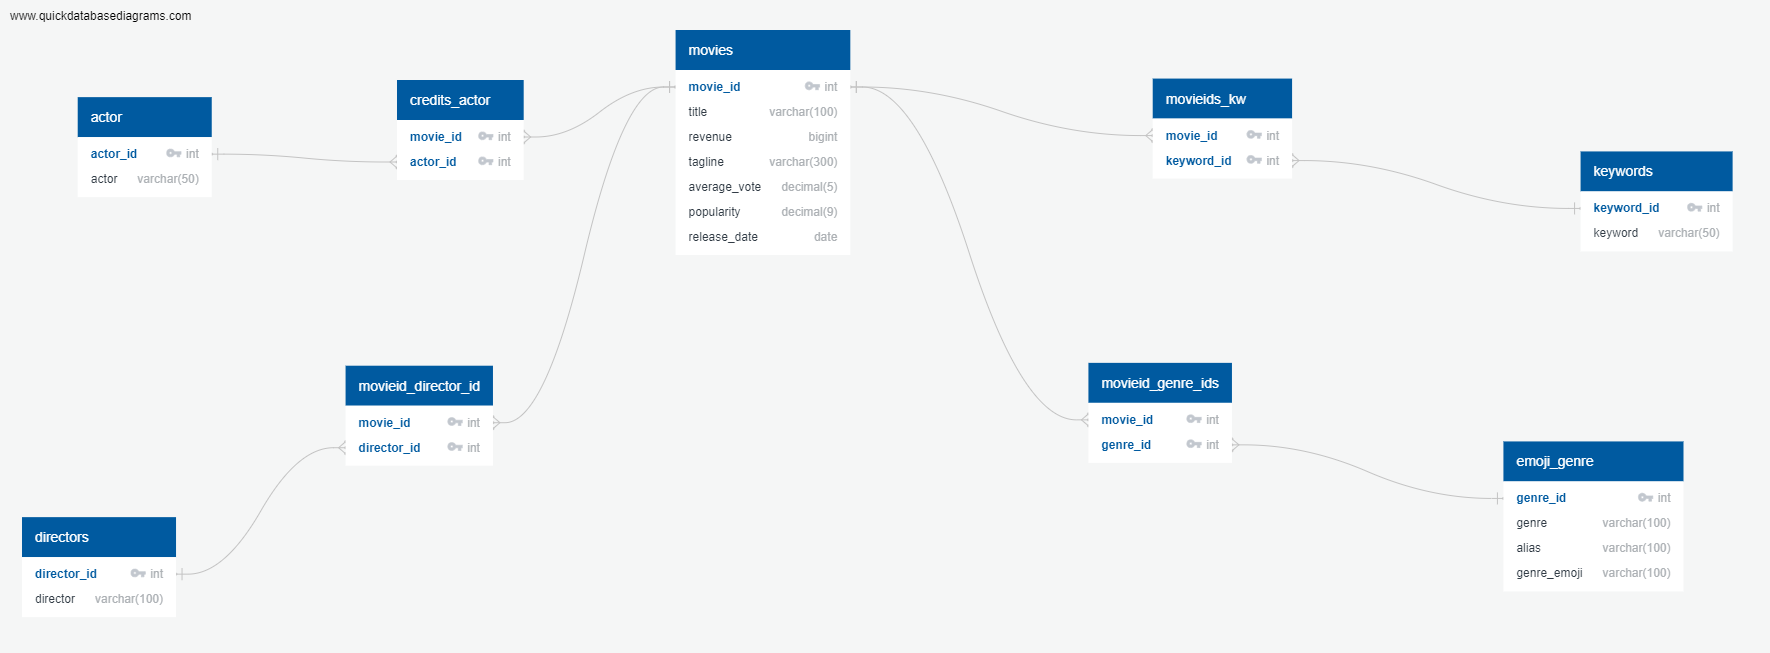 www.quickdatabasediagrams.com
actor
actor_id int
actor varchar(50)
credits_actor
movie_id int
actor_id int
movies
movie_id int
title varchar(100)
revenue bigint
tagline varchar(300)
average_vote decimal(5)
popularity decimal(9)
release_date date
movieids_kw
movie_id int
keyword_id int
keywords
keyword_id int
keyword varchar(50)
movieid_director_id
movie_id int
director_id int
movieid_genre_ids
movie_id int
genre_id int
directors
director_id int
director varchar(100)
emoji_genre
genre_id int
genre varchar(100)
alias varchar(100)
genre_emoji varchar(100)